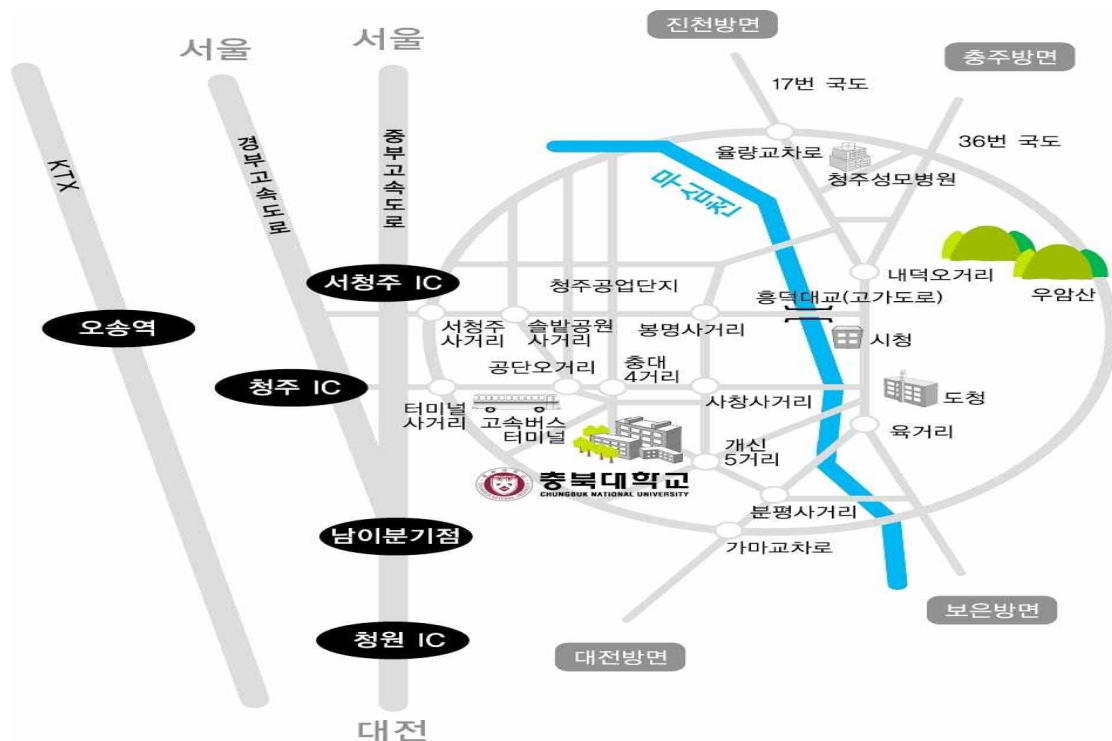 진천방면
서울
서울
충주방면
17번 국도
36번 국도
KTX
경부고속도로
중부고속도로
율량교차로
청주성모병원
무심천
서청주 IC
청주공업단지
내덕오거리
우암산
흥덕대교(고가도로)
오송역
서청주
사거리
솔밭공원
사거리
봉명사거리
시청
공단오거리
충대
4거리
청주 IC
터미널
사거리
고속버스
터미널
사창사거리
도청
육거리
개신
5거리
충북대학교
CHUNGBUK NATIONAL UNIVERSITY
분평사거리
남이분기점
가마교차로
보은방면
청원 IC
대전방면
대전